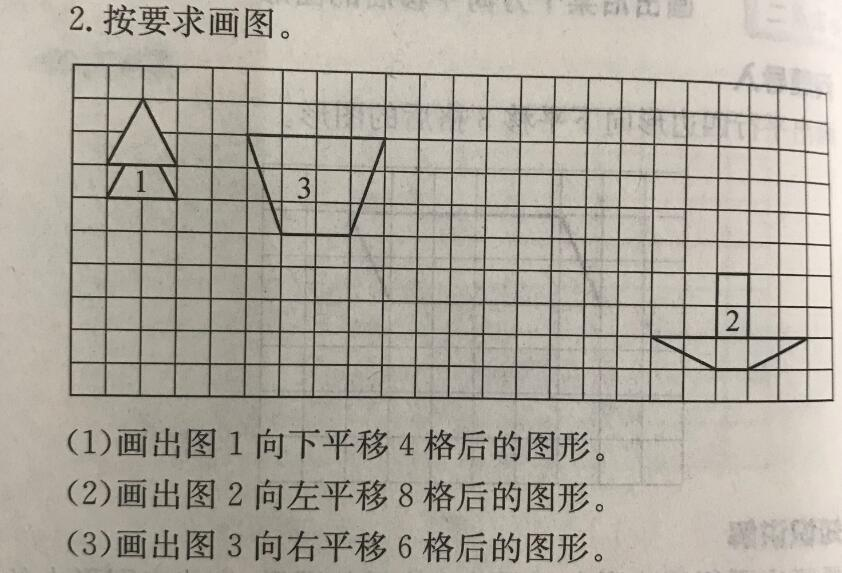 2. 按要求画图。
1
3
2
(1)画出图 1 向下平移 4 格后的图形。
(2)画出图 2 向左平移 8 格后的图形。
(3)画出图 3 向右平移 6 格后的图形。